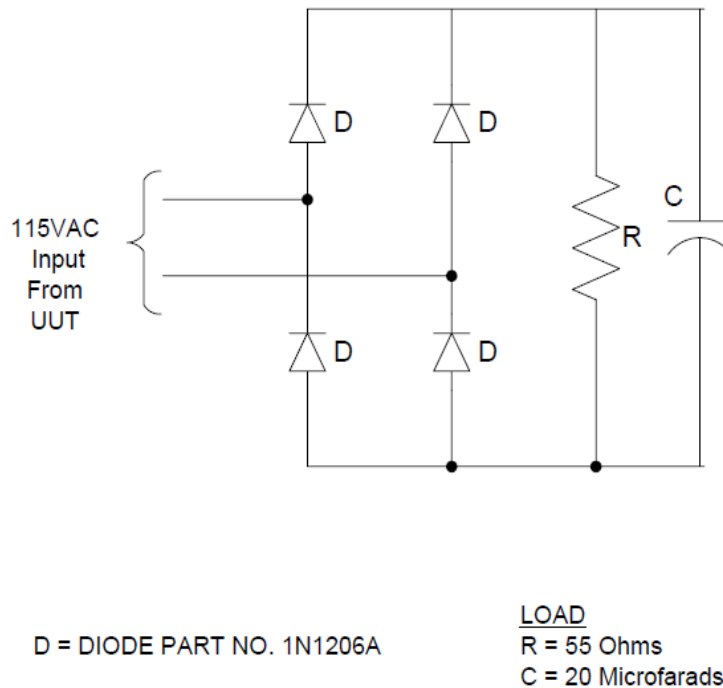 D
D
115VAC
Input
From
UUT
C
R
D
D
D = DIODE PART NO. 1N1206A
LOAD
R = 55 Ohms
C = 20 Microfarads